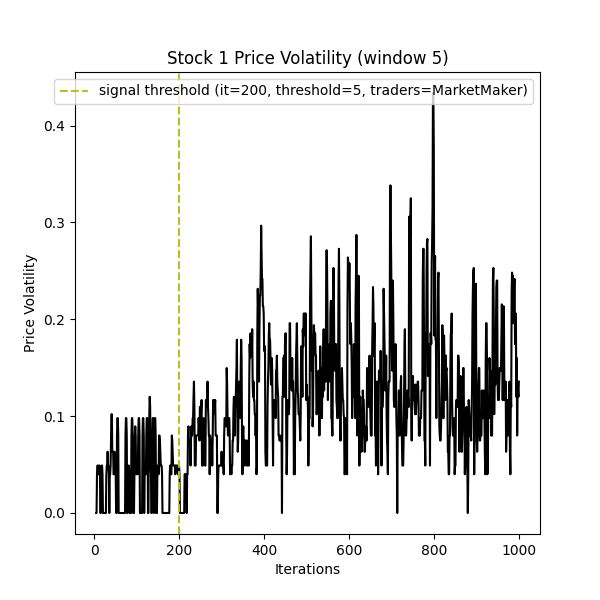 Stock 1 Price Volatility (window 5)
signal threshold (it=200, threshold=5, traders=MarketMaker)
Price Volatility
0.4
0.3
0.2
0.1
0.0
0 200 400 600 800 1000
Iterations